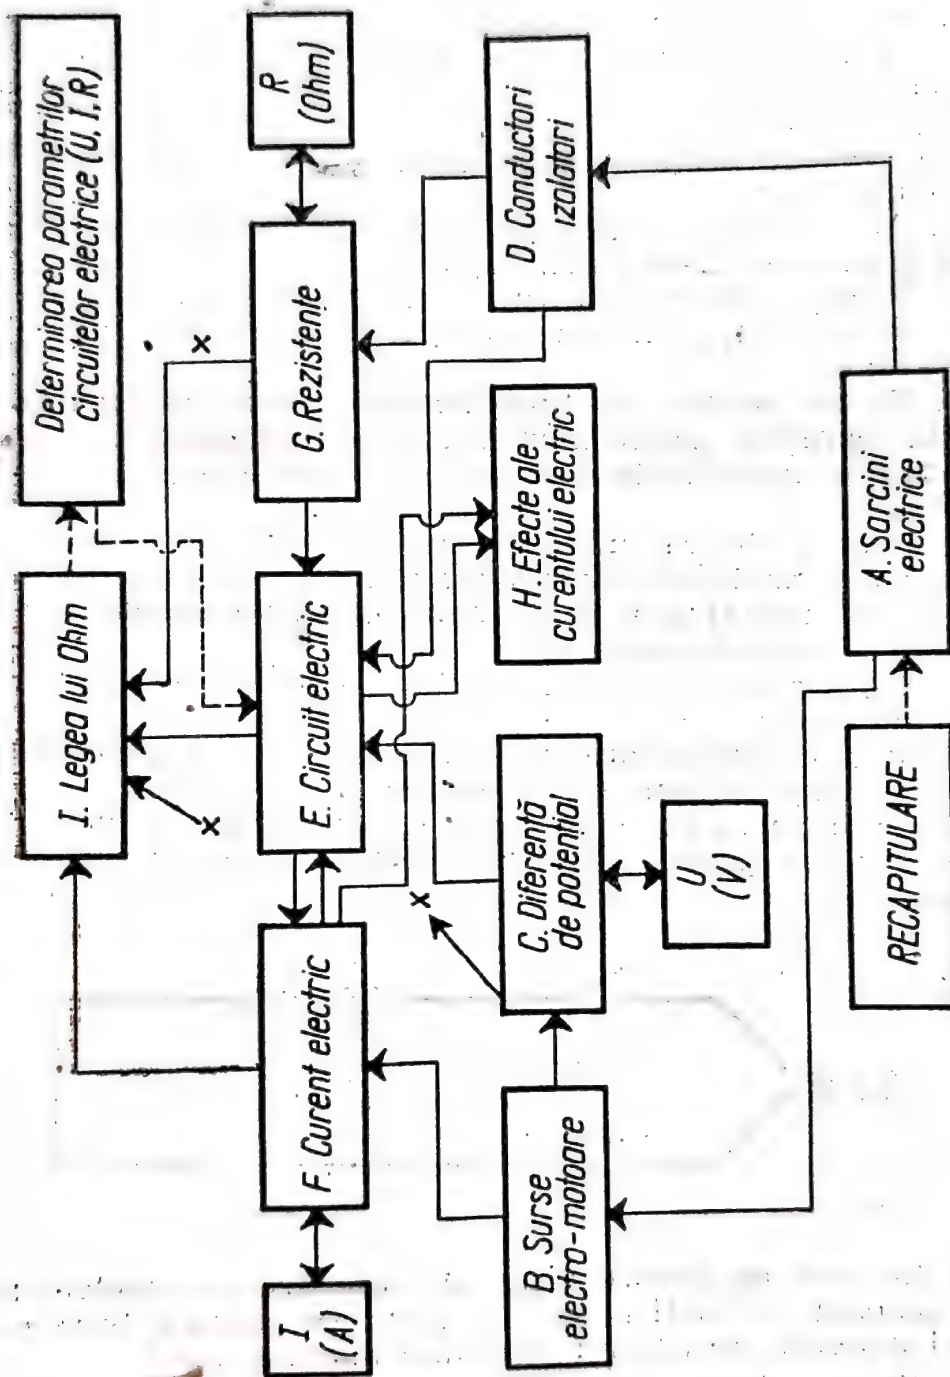 Determinarea parametrilor
circuitelor electrice (U, I, R)
I. Legea lui Ohm
x
x
I
(A)
F. Curent electric
E. Circuit electric
G. Rezistente
R
(Ohm)
x
B. Surse
electro-motoare
C. Diferență
de potențial
H. Efecte ale
curentului electric
D. Conductori
izolatori
U
(V)
RECAPITULARE
A. Sarcini
electrice